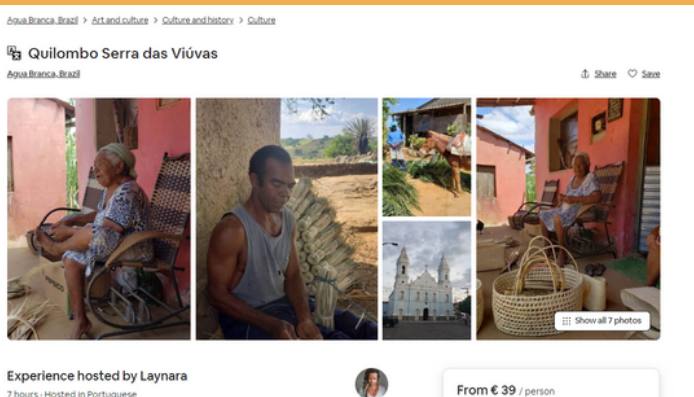 Agua Branca, Brazil > Art and culture > Culture and history > Culture
Quilombo Serra das Viúvas
Agua Branca, Brazil
Share Save
Show all 7 photos
Experience hosted by Laynara
7 hours · Hosted in Portuguese
From € 39 / person